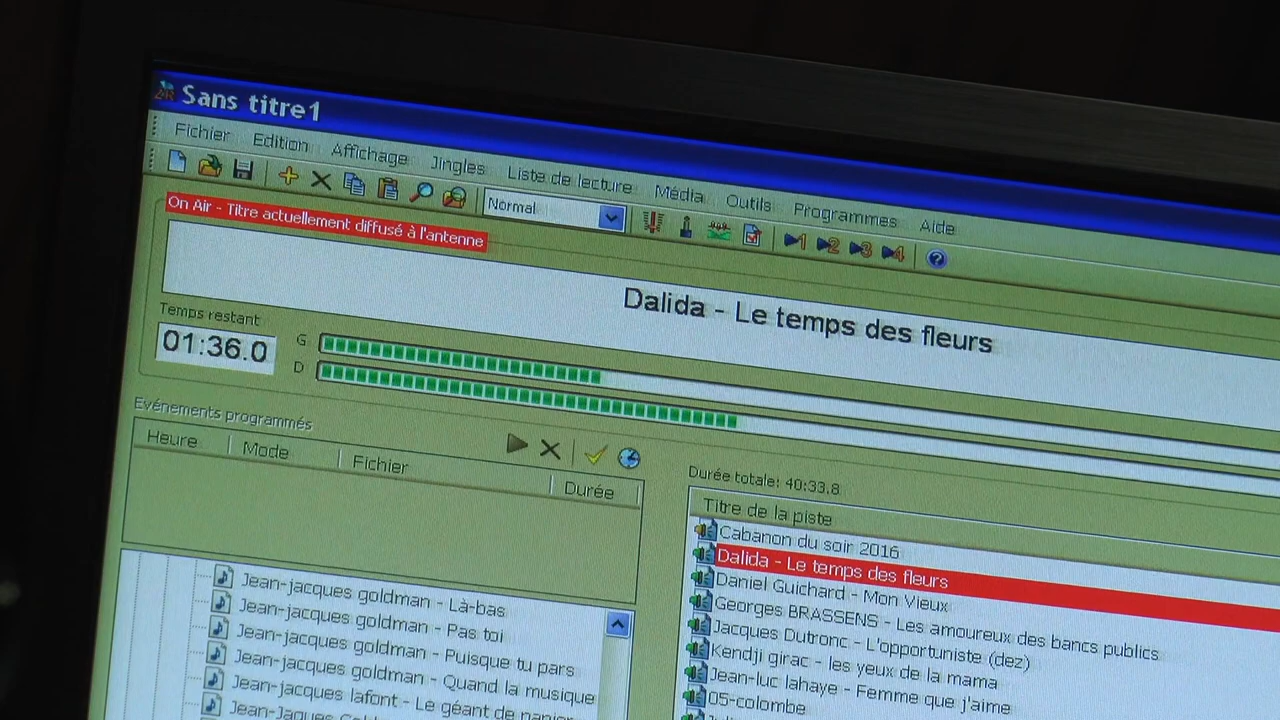 Sans titre1
Fichier Edition Affichage Jingles Liste de lecture Média Outils Programmes Aide
Normal
1 2 3 4
On Air - Titre actuellement diffusé à l'antenne
Dalida - Le temps des fleurs
Temps restant
01:36.0
G
D
Evénements programmés
Heure Mode Fichier Durée
Jean-jacques goldman - Là-bas
Jean-jacques goldman - Pas toi
Jean-jacques goldman - Puisque tu pars
Jean-jacques goldman - Quand la musique
Jean-jacques lafont - Le géant de papier
Durée totale: 40:33.8
Titre de la piste
Cabanon du soir 2016
Dalida - Le temps des fleurs
Daniel Guichard - Mon Vieux
Georges BRASSENS - Les amoureux des bancs publics
Jacques Dutronc - L'opportuniste (dez)
Kendji girac - les yeux de la mama
Jean-luc lahaye - Femme que j'aime
05-colombe